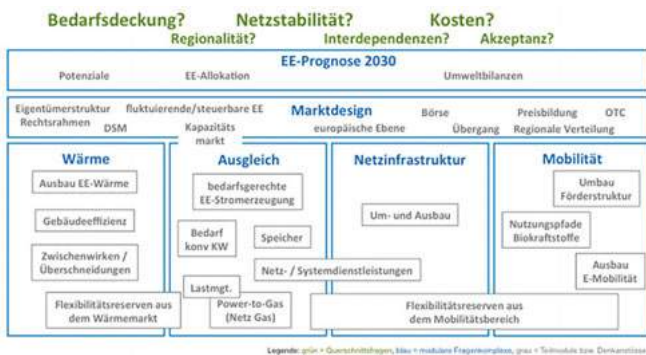 Bedarfsdeckung? Netzstabilität? Kosten?
Regionalität? Interdependenzen? Akzeptanz?
EE-Prognose 2030
Potenziale EE-Allokation Umweltbilanzen
Eigentümerstruktur fluktuierende/steuerbare EE Marktdesign Börse Preisbildung OTC
Rechtsrahmen DSM Kapazitäts
markt europäische Ebene Übergang Regionale Verteilung
Wärme
Ausbau EE-Wärme
Gebäudeeffizienz
Zwischenwirken /
Überschneidungen
Flexibilitätsreserven aus
dem Wärmemarkt
Ausgleich
bedarfsgerechte
EE-Stromerzeugung
Bedarf
konv KW
Speicher
Netz- / Systemdienstleistungen
Lastmgt.
Power-to-Gas
(Netz Gas)
Netzinfrastruktur
Um- und Ausbau
Mobilität
Umbau
Förderstruktur
Nutzungspfade
Biokraftstoffe
Ausbau
E-Mobilität
Flexibilitätsreserven aus
dem Mobilitätsbereich
Legende: grün = Querschnittsfragen, blau = modulare Fragenkomplexe, grau = Teilmodule bzw. Denkanstösse